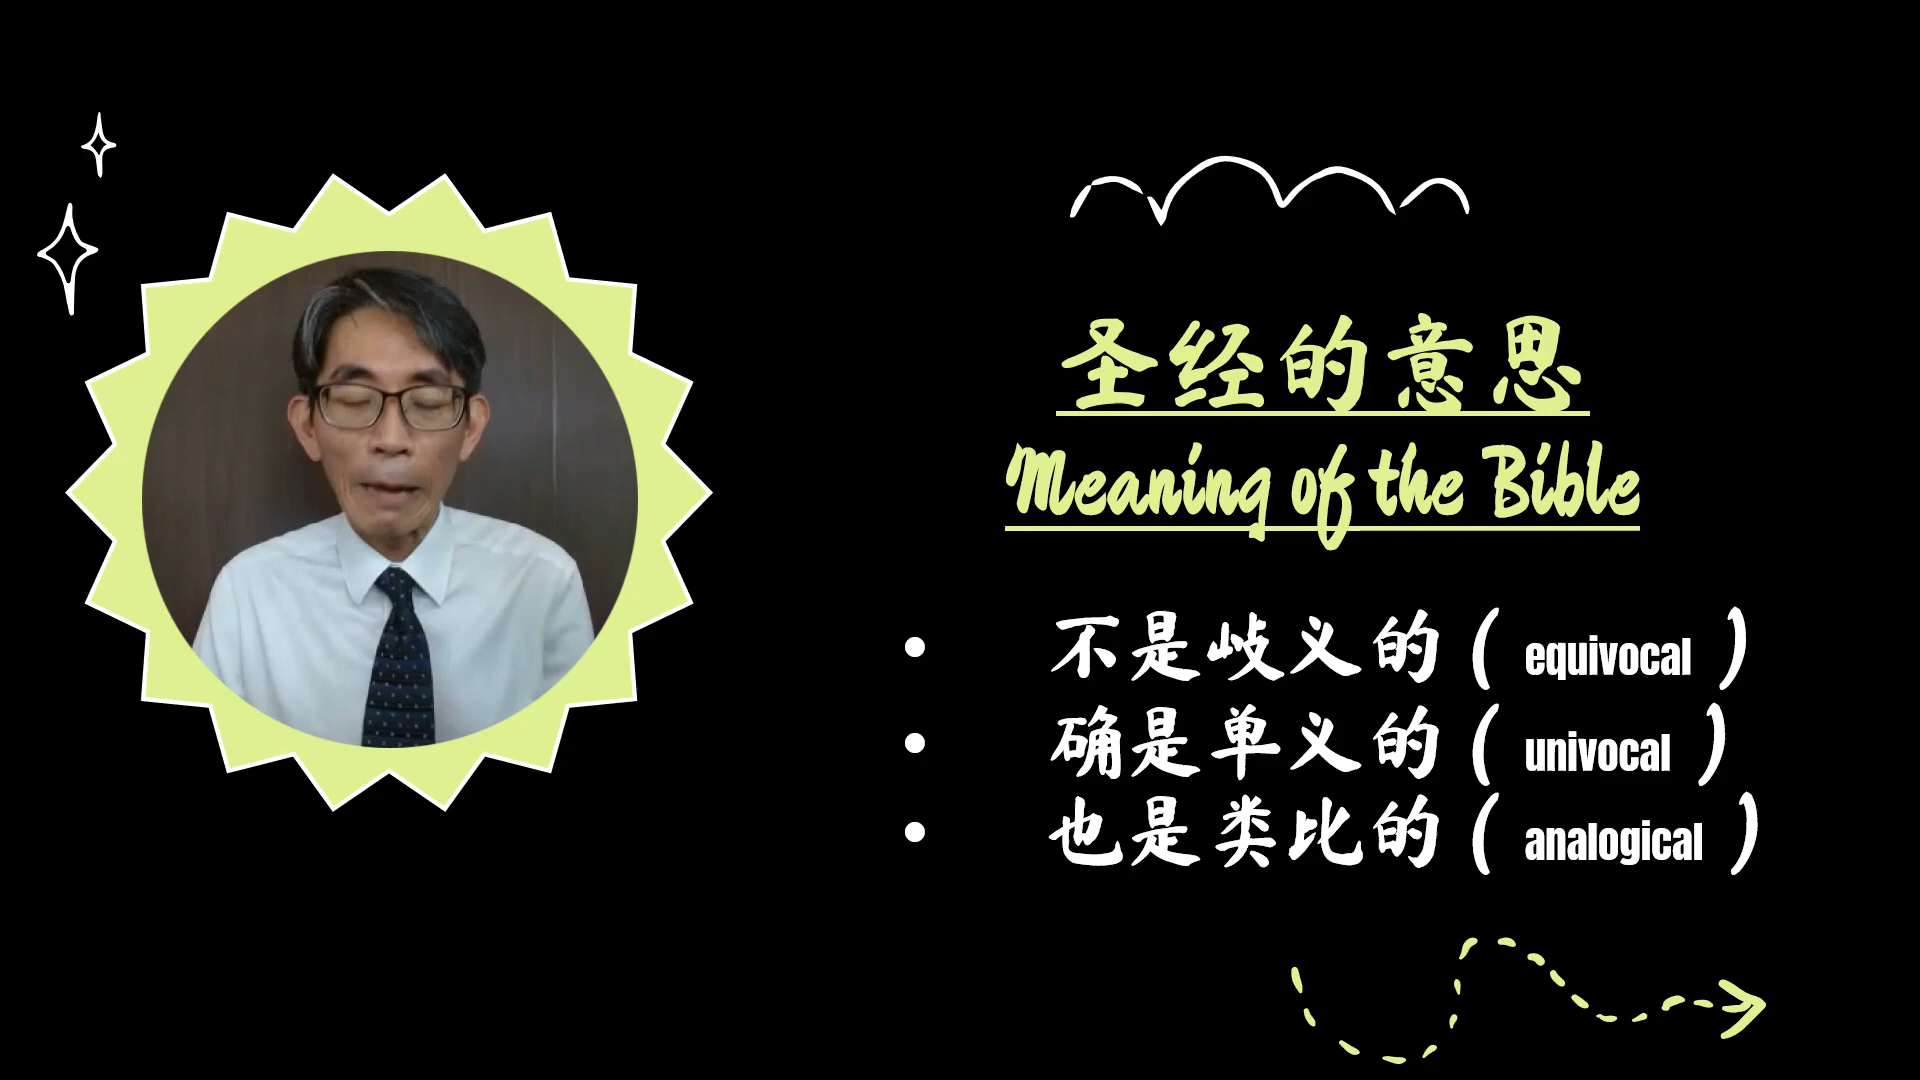 圣经的意思
Meaning of the Bible
• 不是歧义的（equivocal）
• 确是单义的（univocal）
• 也是类比的（analogical）